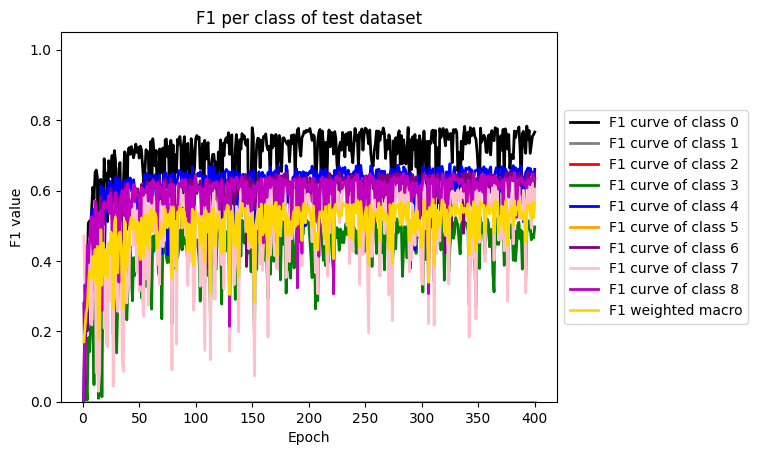 F1 per class of test dataset
F1 value
1.0
0.8
0.6
0.4
0.2
0.0
0
50
100
150
200
250
300
350
400
Epoch
F1 curve of class 0
F1 curve of class 1
F1 curve of class 2
F1 curve of class 3
F1 curve of class 4
F1 curve of class 5
F1 curve of class 6
F1 curve of class 7
F1 curve of class 8
F1 weighted macro